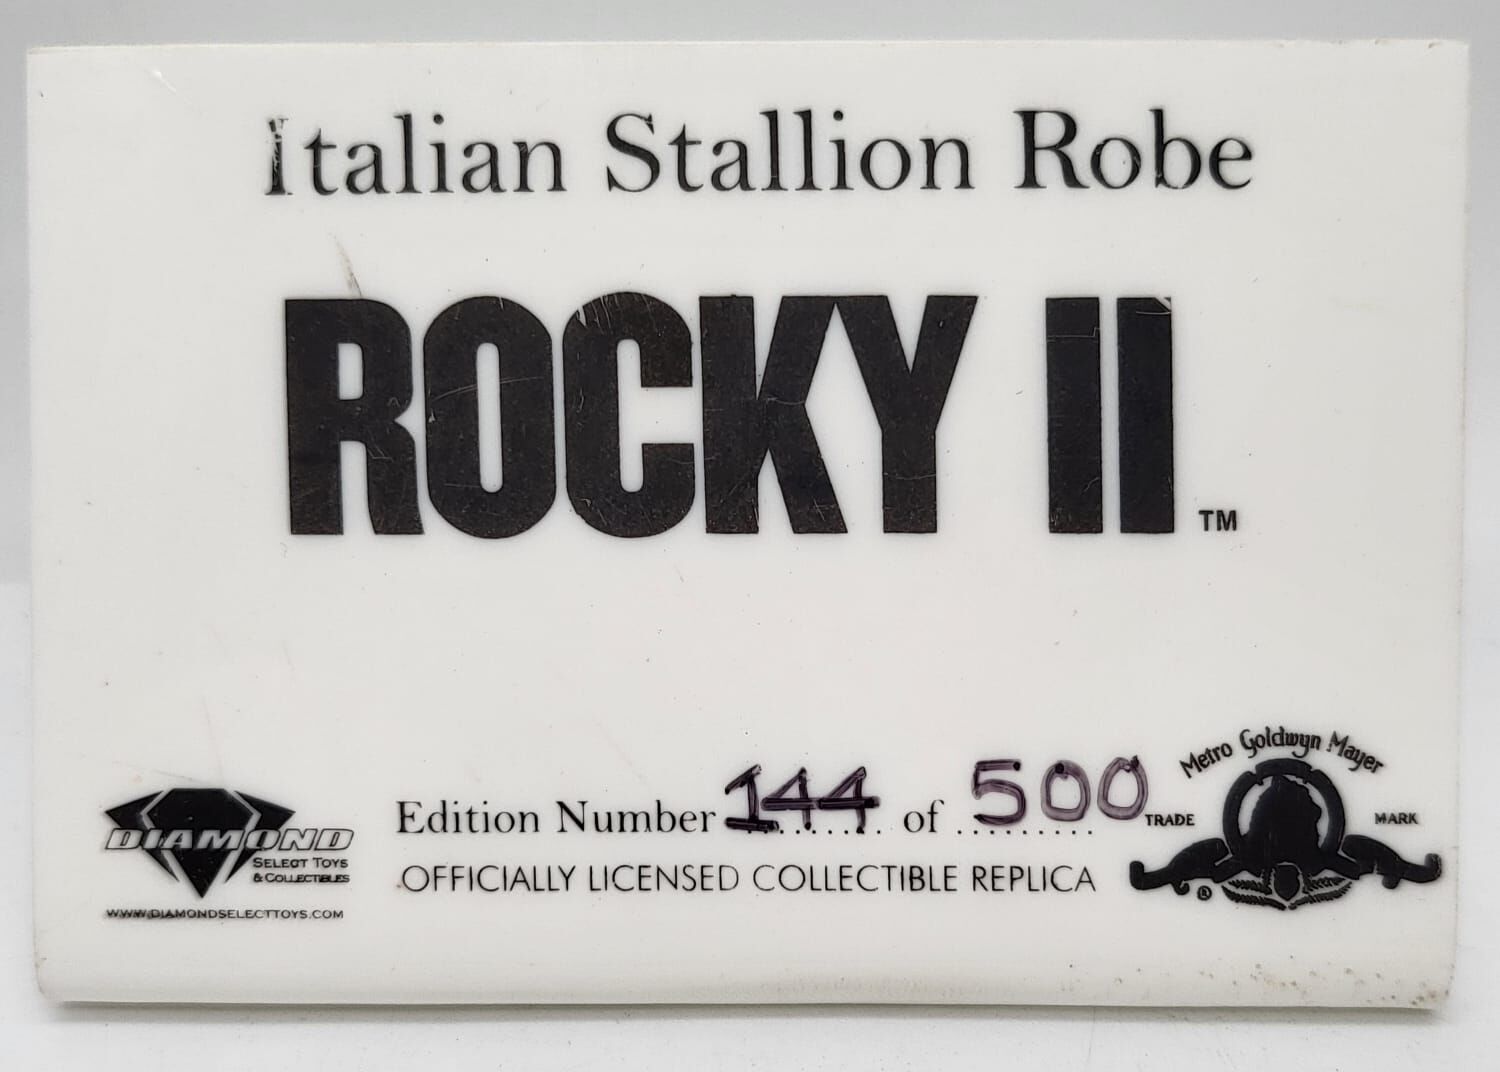 Italian Stallion Robe
ROCKY II ™
Metro Goldwyn Mayer
Edition Number 144 of 500
TRADE MARK
DIAMOND
SELECT TOYS
& COLLECTIBLES
OFFICIALLY LICENSED COLLECTIBLE REPLICA
®
WWW.DIAMONDSELECTTOYS.COM